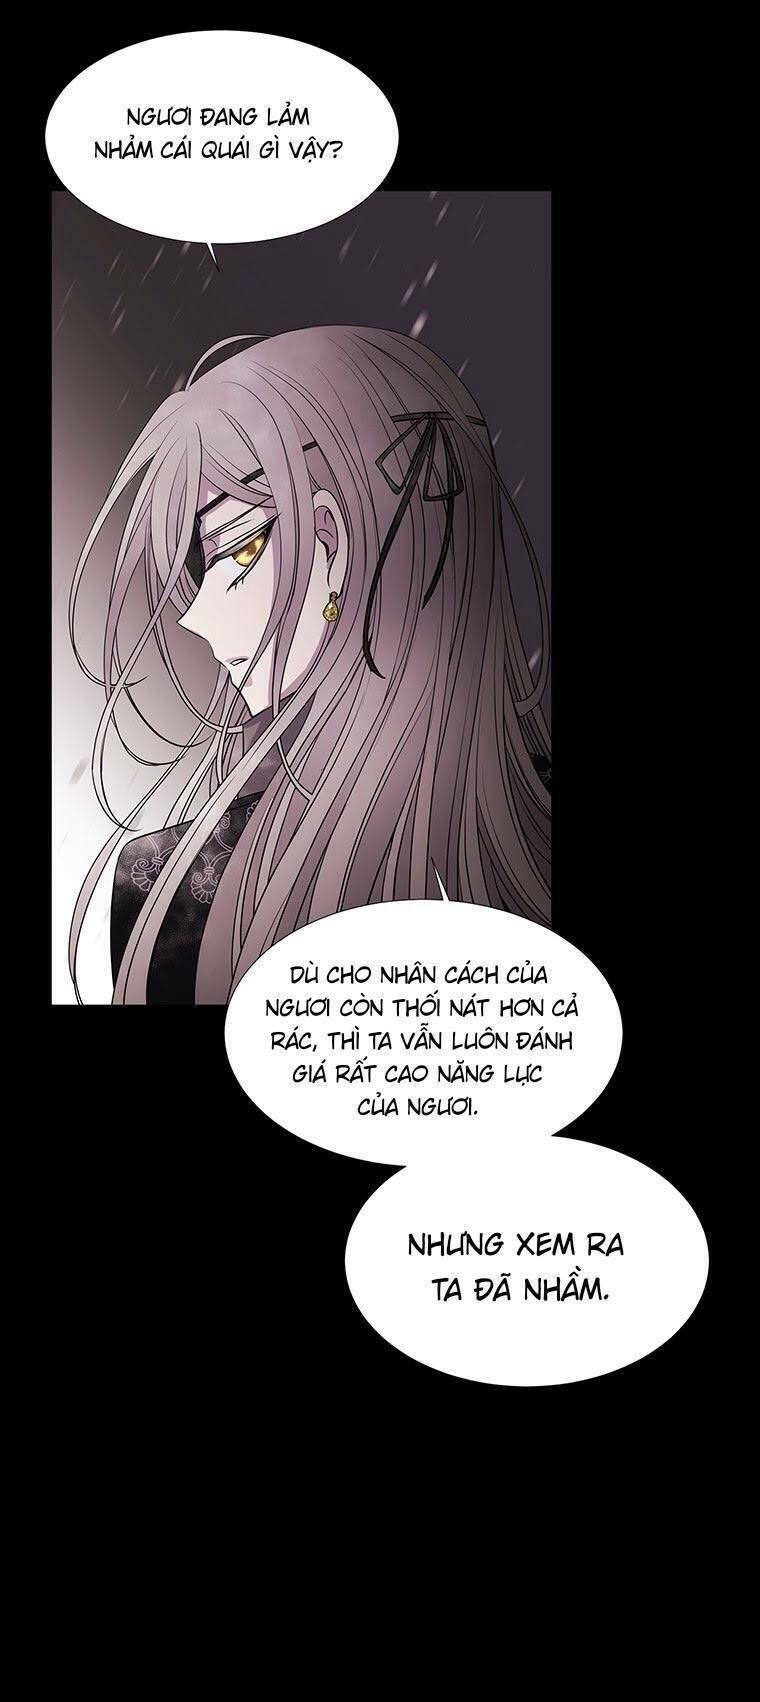 NGƯƠI ĐANG LẢM
NHẢM CÁI QUÁI GÌ VẬY?
DÙ CHO NHÂN CÁCH CỦA
NGƯƠI CÒN THỐI NÁT HƠN CẢ
RÁC, THÌ TA VẪN LUÔN ĐÁNH
GIÁ RẤT CAO NĂNG LỰC
CỦA NGƯƠI.
NHƯNG XEM RA
TA ĐÃ NHẦM.